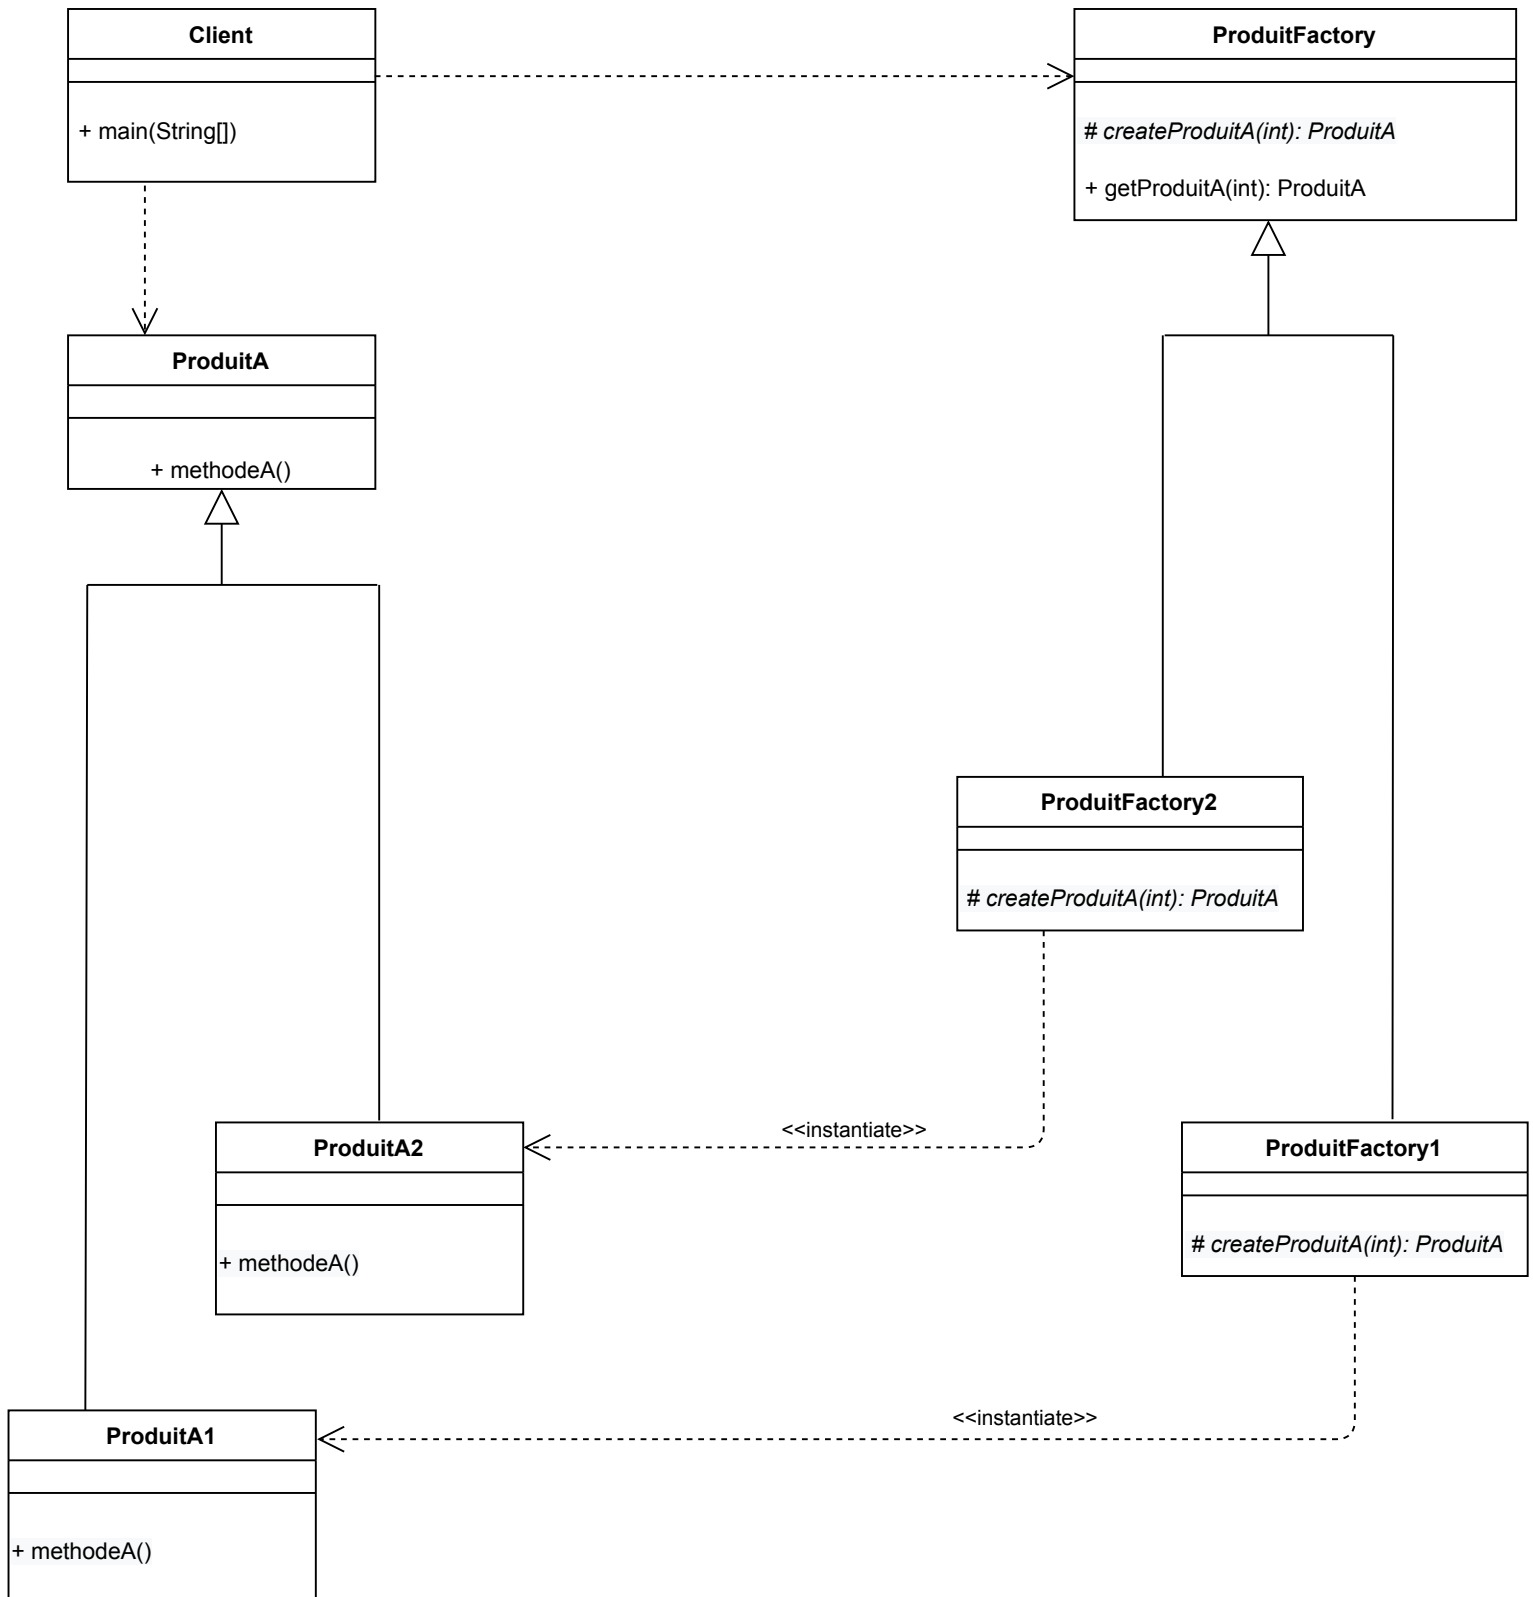 Client
ProduitFactory
+ main(String[])
# createProduitA(int): ProduitA
+ getProduitA(int): ProduitA
ProduitA
+ methodeA()
ProduitFactory2
# createProduitA(int): ProduitA
<<instantiate>>
ProduitA2
+ methodeA()
ProduitFactory1
# createProduitA(int): ProduitA
<<instantiate>>
ProduitA1
+ methodeA()